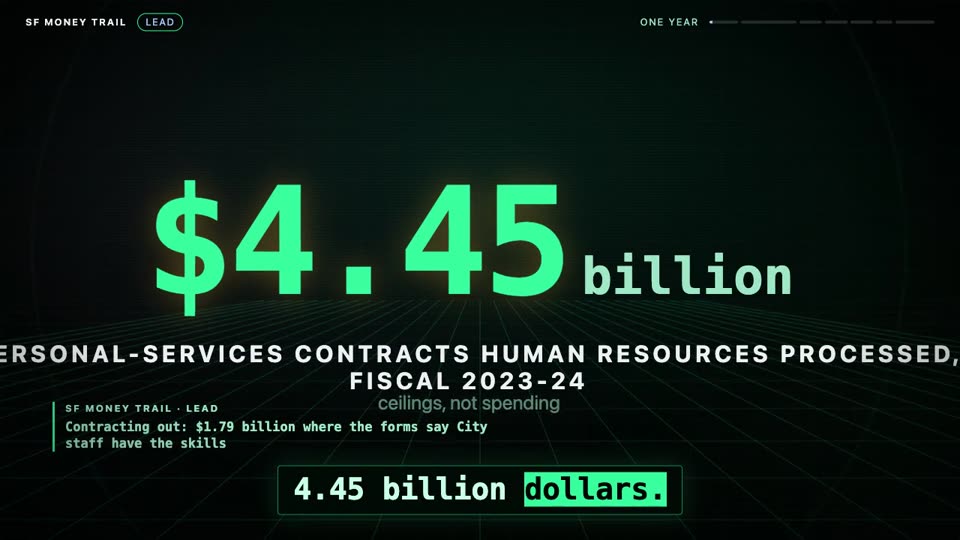 SF MONEY TRAIL LEAD
ONE YEAR
$4.45 billion
ERSONAL-SERVICES CONTRACTS HUMAN RESOURCES PROCESSED,
FISCAL 2023-24
ceilings, not spending
SF MONEY TRAIL · LEAD
Contracting out: $1.79 billion where the forms say City
staff have the skills
4.45 billion dollars.